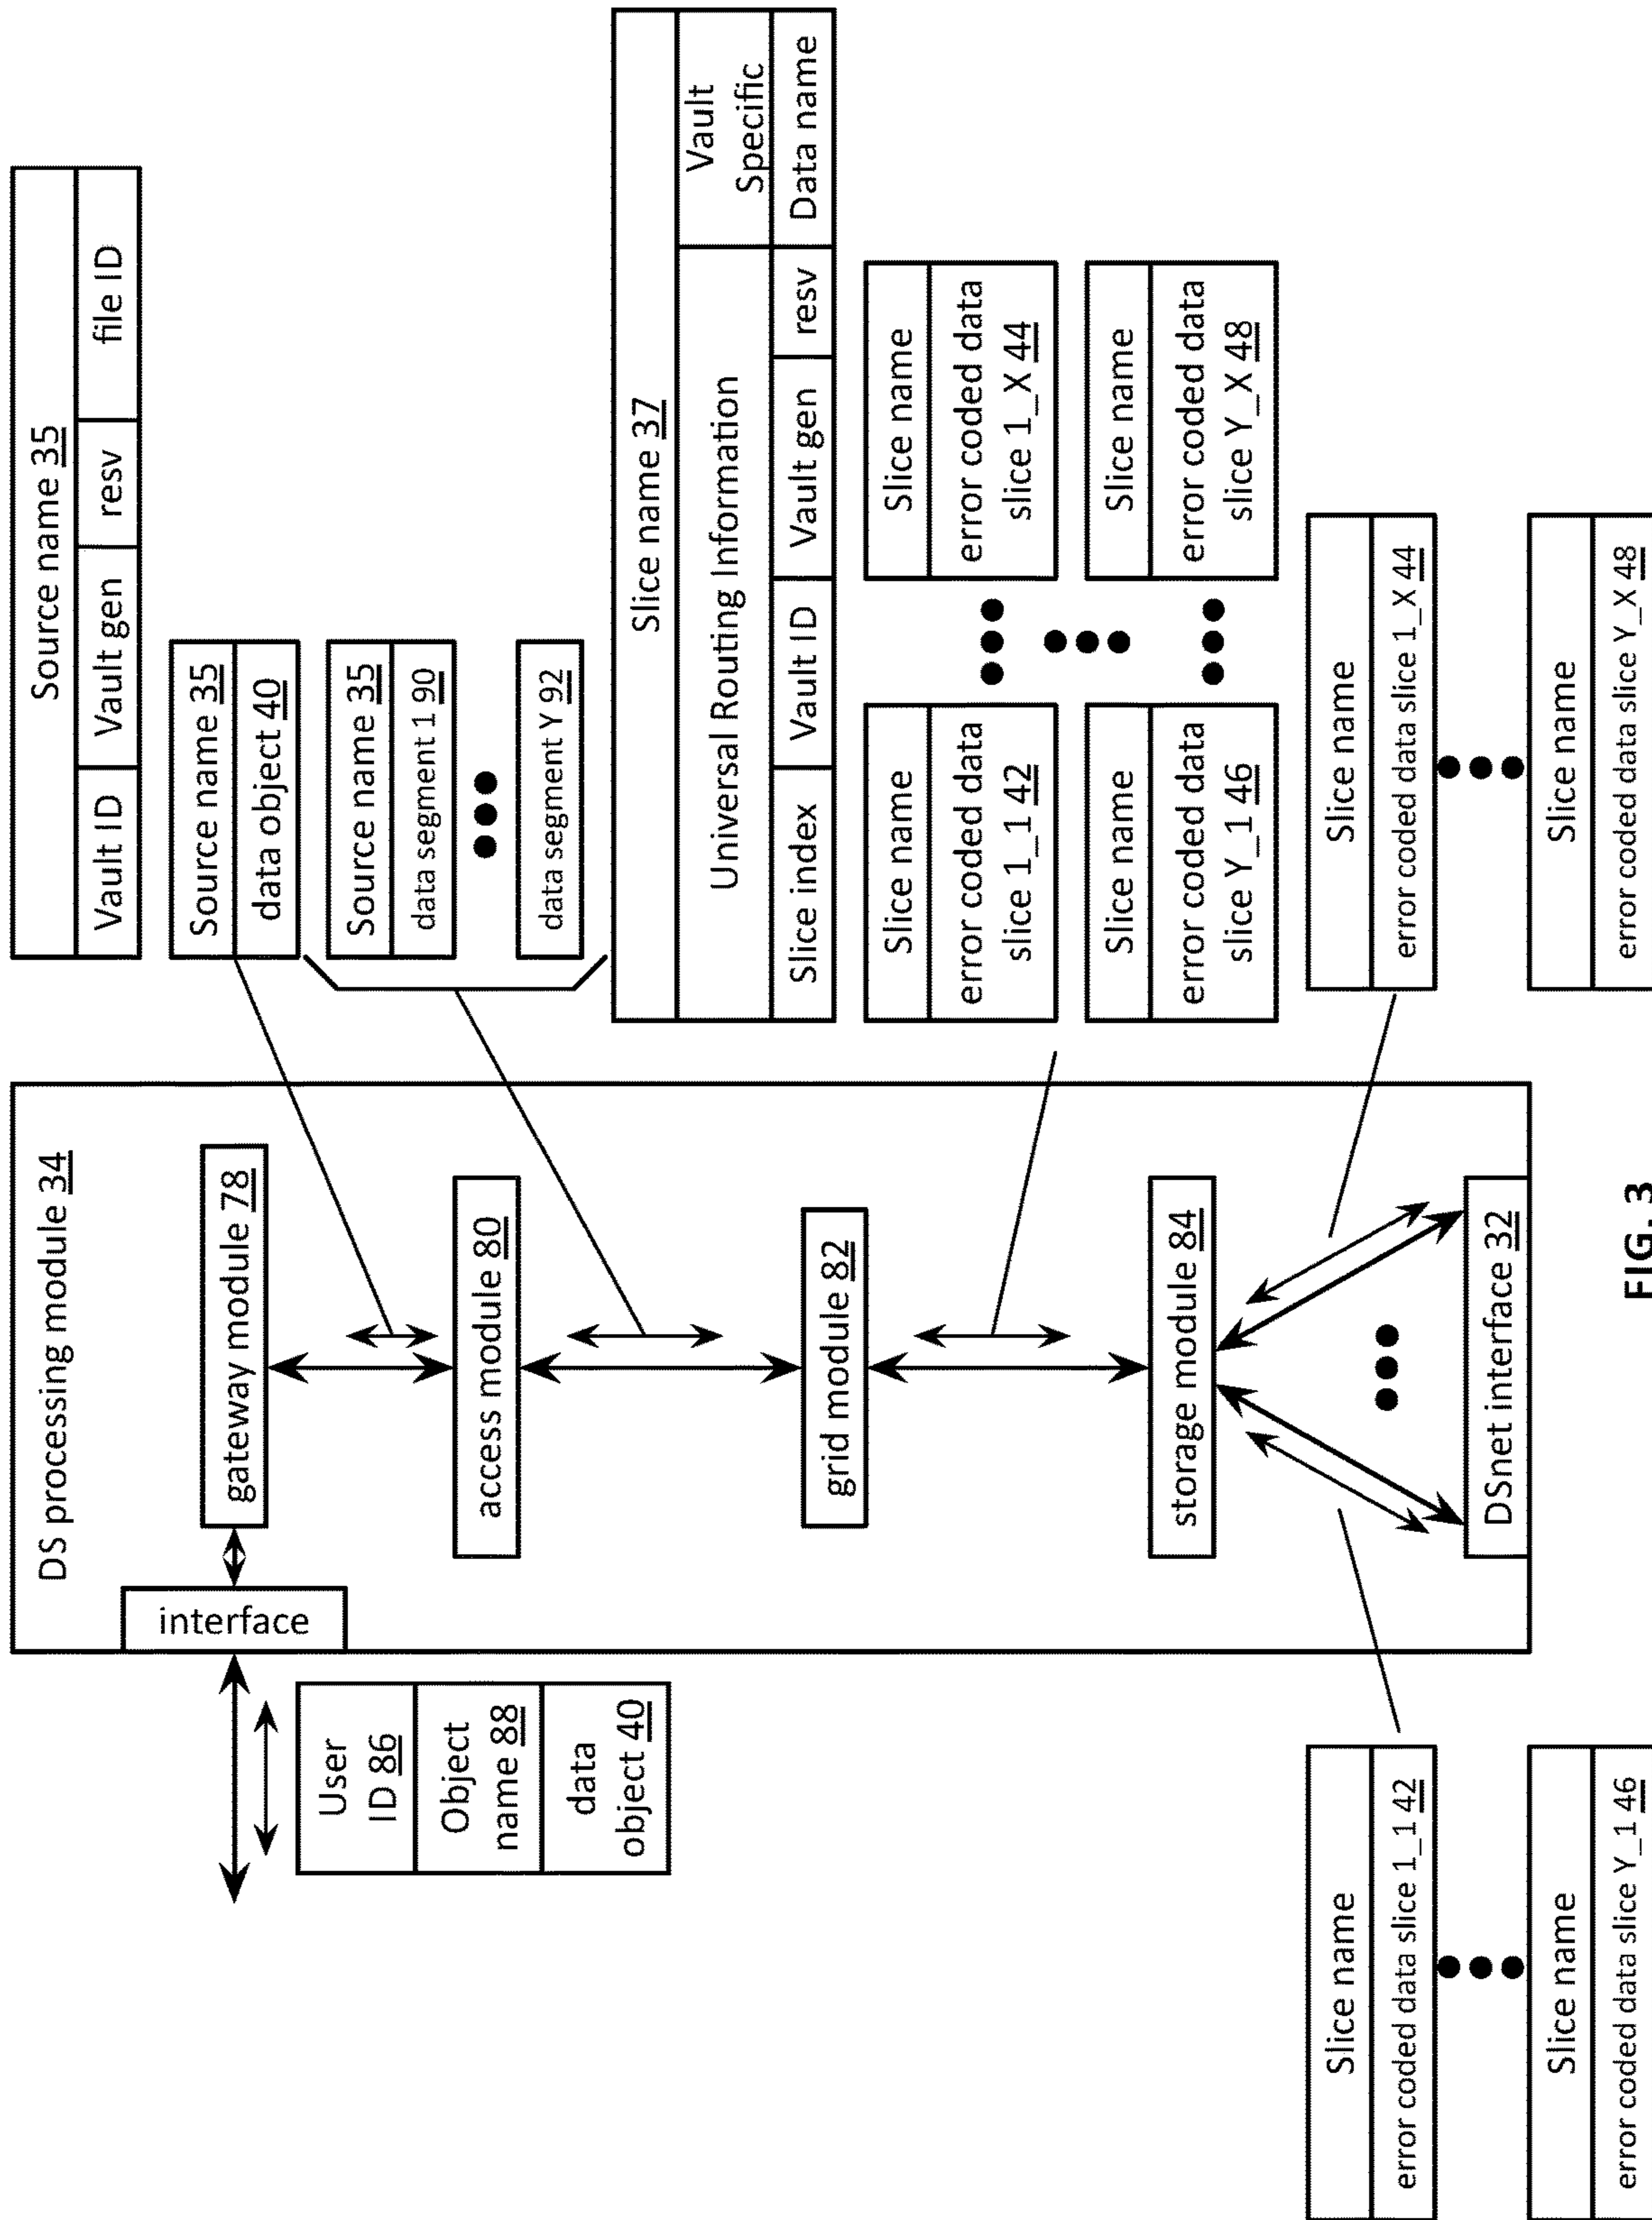 DS processing module 34
interface
gateway module 78
access module 80
grid module 82
storage module 84
DSnet interface 32
User
ID 86
Object
name 88
data
object 40
Source name 35
Vault ID
Vault gen
resv
file ID
Source name 35
data object 40
Source name 35
data segment 1 90
data segment Y 92
Slice name 37
Universal Routing Information
Vault
Specific
Slice index
Vault ID
Vault gen
resv
Data name
Slice name
error coded data
slice 1_1 42
Slice name
error coded data
slice 1_X 44
Slice name
error coded data
slice Y_1 46
Slice name
error coded data
slice Y_X 48
Slice name
error coded data slice 1_1 42
Slice name
error coded data slice Y_1 46
Slice name
error coded data slice 1_X 44
Slice name
error coded data slice Y_X 48
FIG. 3